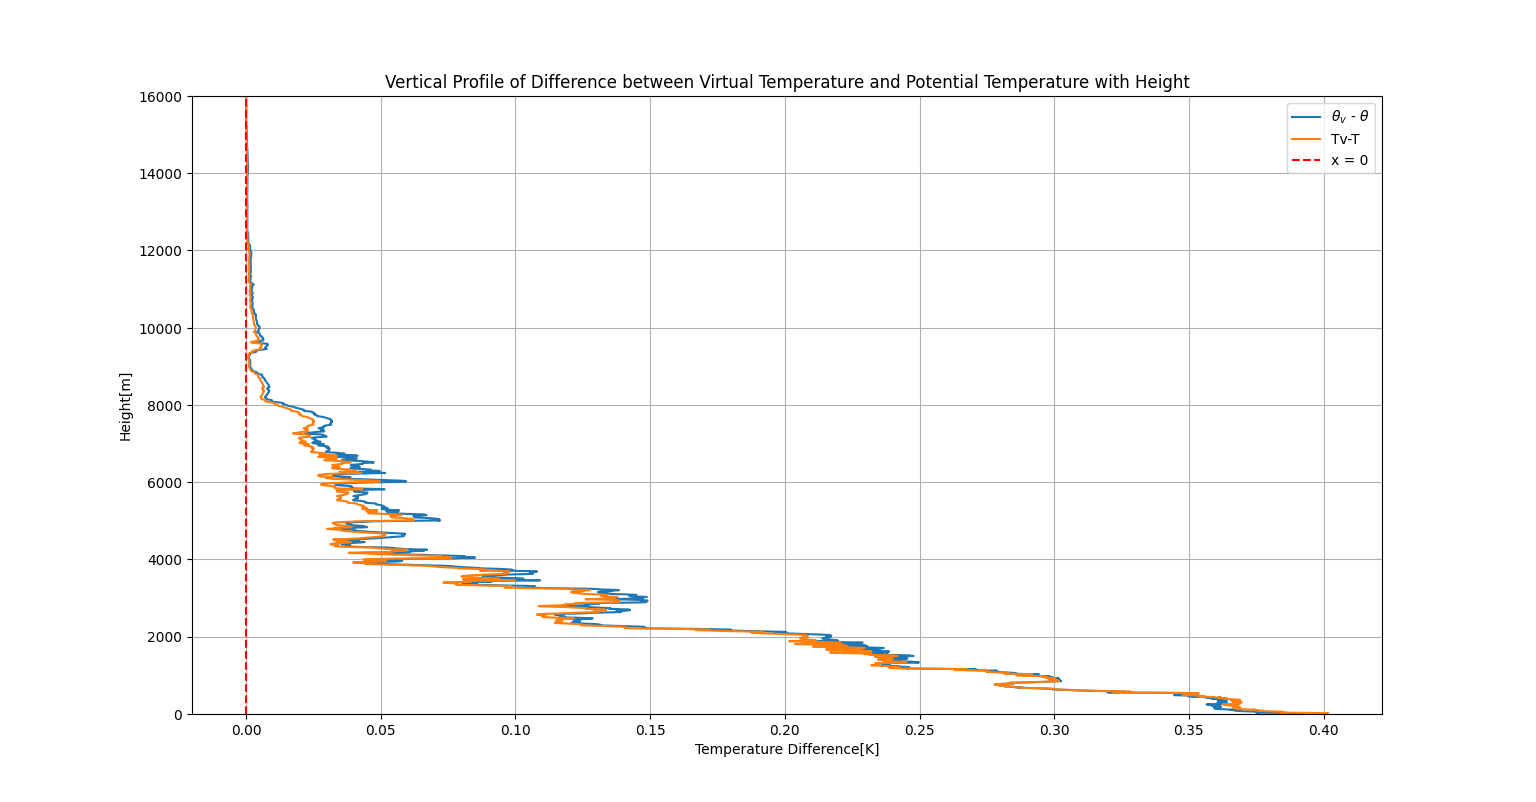 Vertical Profile of Difference between Virtual Temperature and Potential Temperature with Height
θᵥ - θ
Tv-T
x = 0
16000
14000
12000
10000
8000
6000
4000
2000
0
Height[m]
0.00 0.05 0.10 0.15 0.20 0.25 0.30 0.35 0.40
Temperature Difference[K]